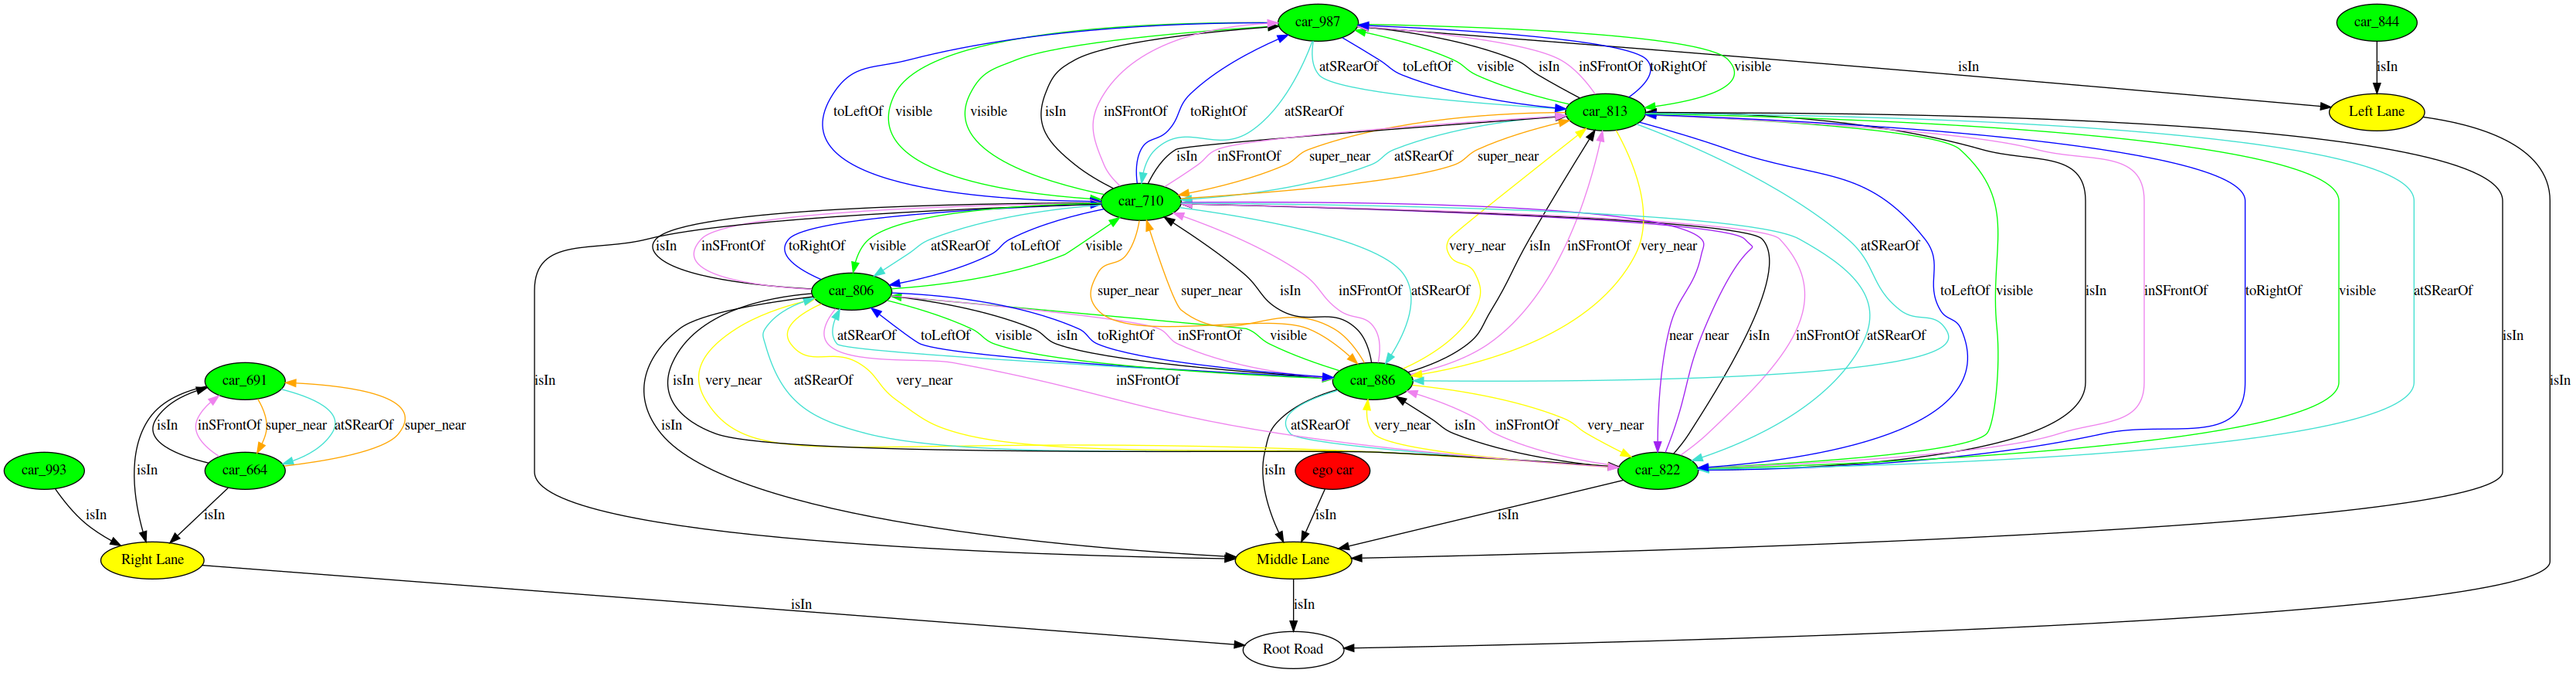 car_987
car_844
isIn
atSRearOf
toLeftOf
visible
isIn
inSFrontOf
toRightOf
visible
isIn
toLeftOf
visible
visible
isIn
inSFrontOf
toRightOf
atSRearOf
car_813
Left Lane
isIn
inSFrontOf
super_near
atSRearOf
super_near
car_710
isIn
inSFrontOf
toRightOf
visible
atSRearOf
toLeftOf
visible
very_near
isIn
inSFrontOf
very_near
atSRearOf
car_806
super_near
super_near
isIn
inSFrontOf
atSRearOf
toLeftOf
visible
isIn
inSFrontOf
toRightOf
visible
atSRearOf
near
near
isIn
inSFrontOf
atSRearOf
atSRearOf
toLeftOf
visible
isIn
toRightOf
inSFrontOf
visible
isIn
car_691
isIn
isIn
very_near
atSRearOf
very_near
inSFrontOf
car_886
isIn
isIn
inSFrontOf
super_near
atSRearOf
super_near
isIn
atSRearOf
very_near
isIn
inSFrontOf
very_near
car_993
isIn
car_664
isIn
ego car
car_822
isIn
isIn
isIn
isIn
Right Lane
Middle Lane
isIn
isIn
Root Road